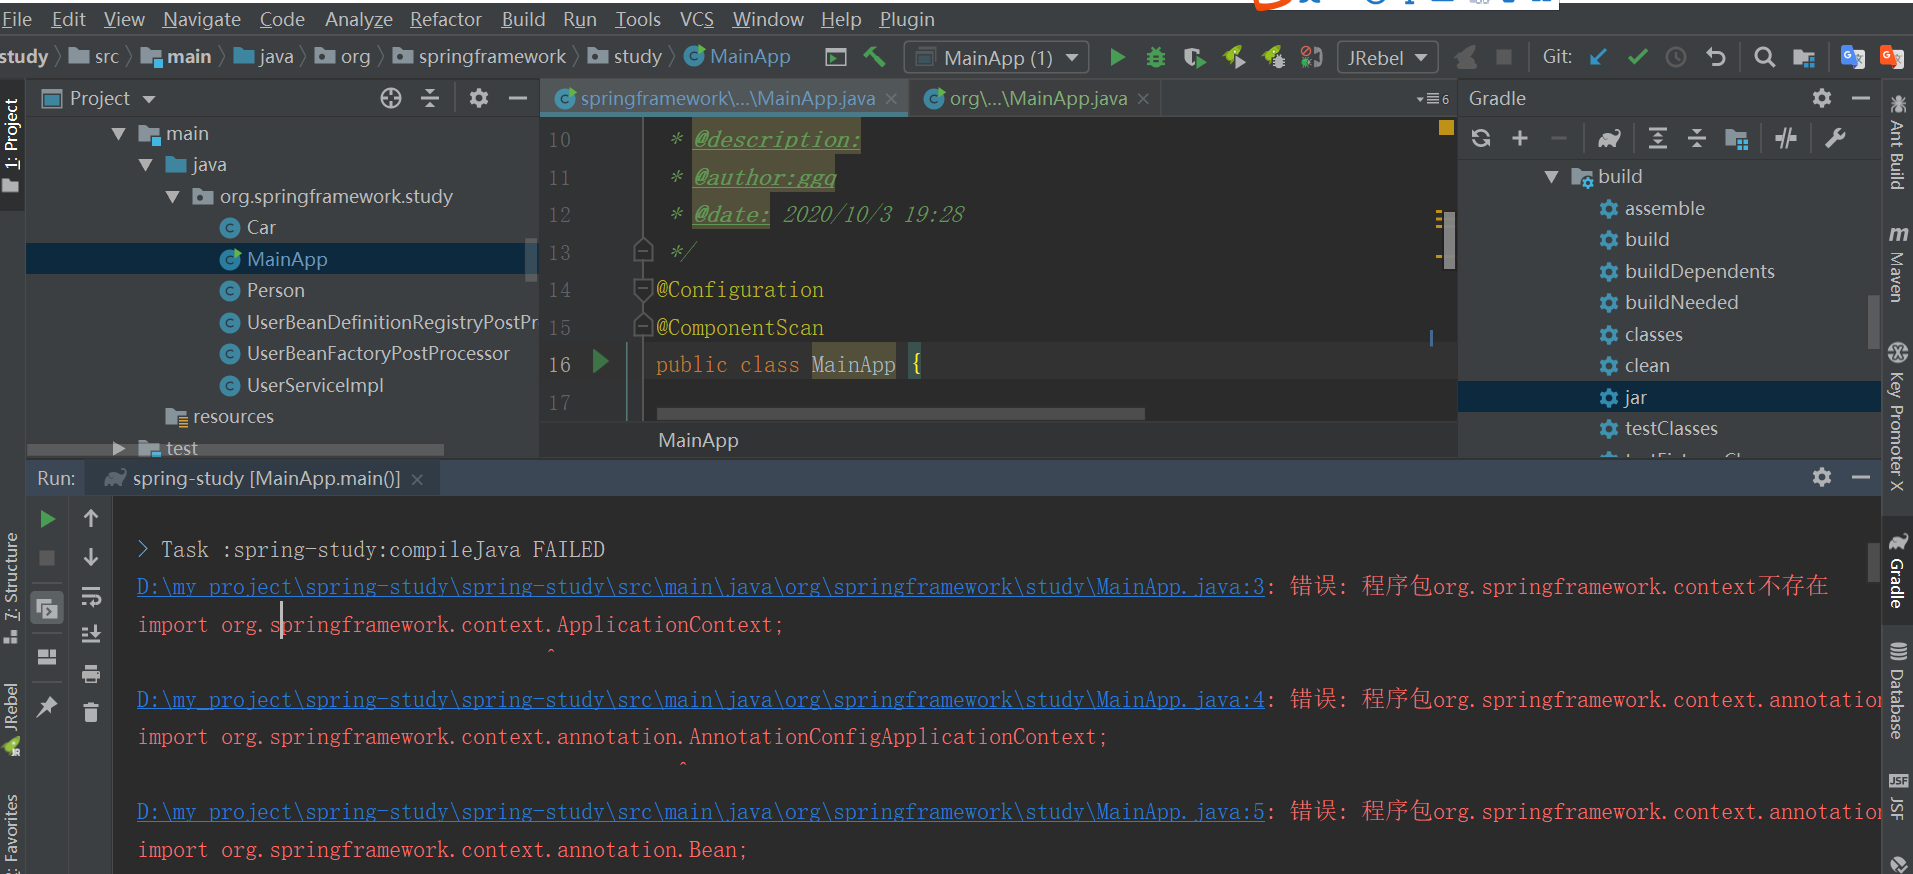 File Edit View Navigate Code Analyze Refactor Build Run Tools VCS Window Help Plugin
study src main java org springframework study MainApp MainApp (1) JRebel Git:
Project
springframework\...\MainApp.java org\...\MainApp.java 6
Gradle
main
java
org.springframework.study
Car
MainApp
Person
UserBeanDefinitionRegistryPostPr
UserBeanFactoryPostProcessor
UserServiceImpl
resources
test
10 * @description:
11 * @author:ggq
12 * @date: 2020/10/3 19:28
13 */
14 @Configuration
15 @ComponentScan
16 public class MainApp {
17
MainApp
build
assemble
build
buildDependents
buildNeeded
classes
clean
jar
testClasses
Run: spring-study [MainApp.main()]
> Task :spring-study:compileJava FAILED
D:\my_project\spring-study\spring-study\src\main\java\org\springframework\study\MainApp.java:3: 错误: 程序包org.springframework.context不存在
import org.springframework.context.ApplicationContext;
^
D:\my_project\spring-study\spring-study\src\main\java\org\springframework\study\MainApp.java:4: 错误: 程序包org.springframework.context.annotation
import org.springframework.context.annotation.AnnotationConfigApplicationContext;
^
D:\my_project\spring-study\spring-study\src\main\java\org\springframework\study\MainApp.java:5: 错误: 程序包org.springframework.context.annotation
import org.springframework.context.annotation.Bean;
1: Project
7: Structure
JRebel
Favorites
Ant Build
m Maven
Key Promoter X
Gradle
Database
JSF
JSF